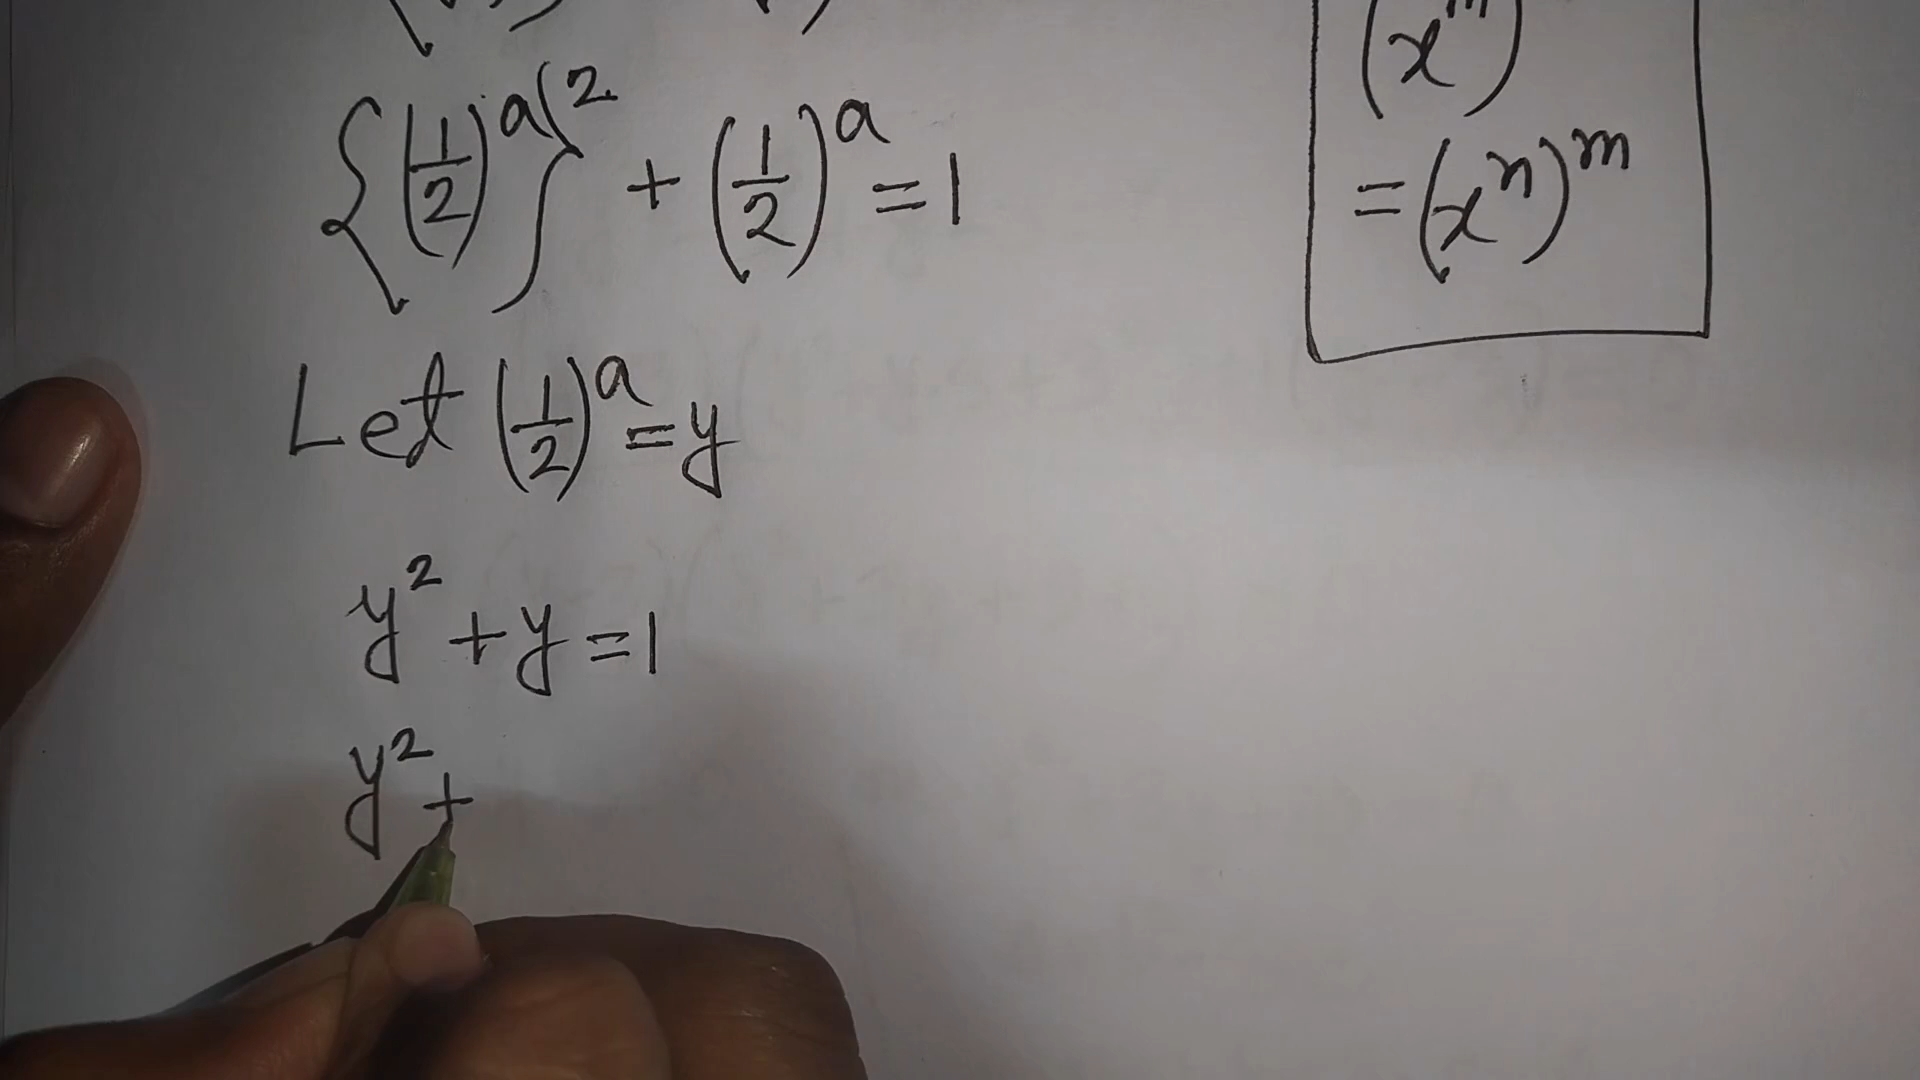 {(1/2)^a}^2 + (1/2)^a = 1
Let (1/2)^a = y
y^2 + y = 1
y^2 +
(x^m)
= (x^n)^m